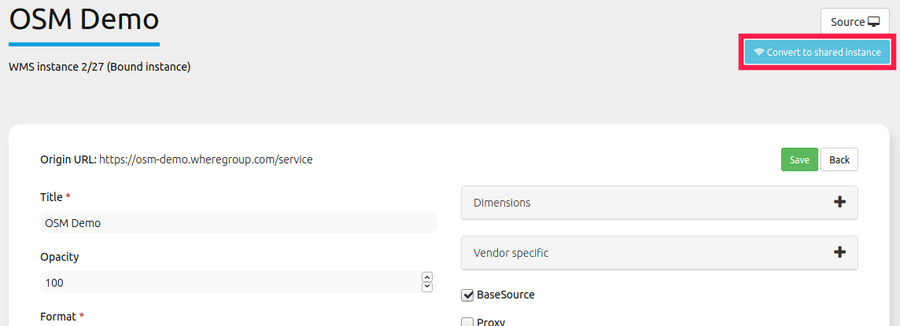 OSM Demo
Source
Convert to shared instance
WMS instance 2/27 (Bound instance)
Origin URL: https://osm-demo.wheregroup.com/service
Save
Back
Title *
OSM Demo
Opacity
100
Format *
Dimensions
Vendor specific
BaseSource
Proxy